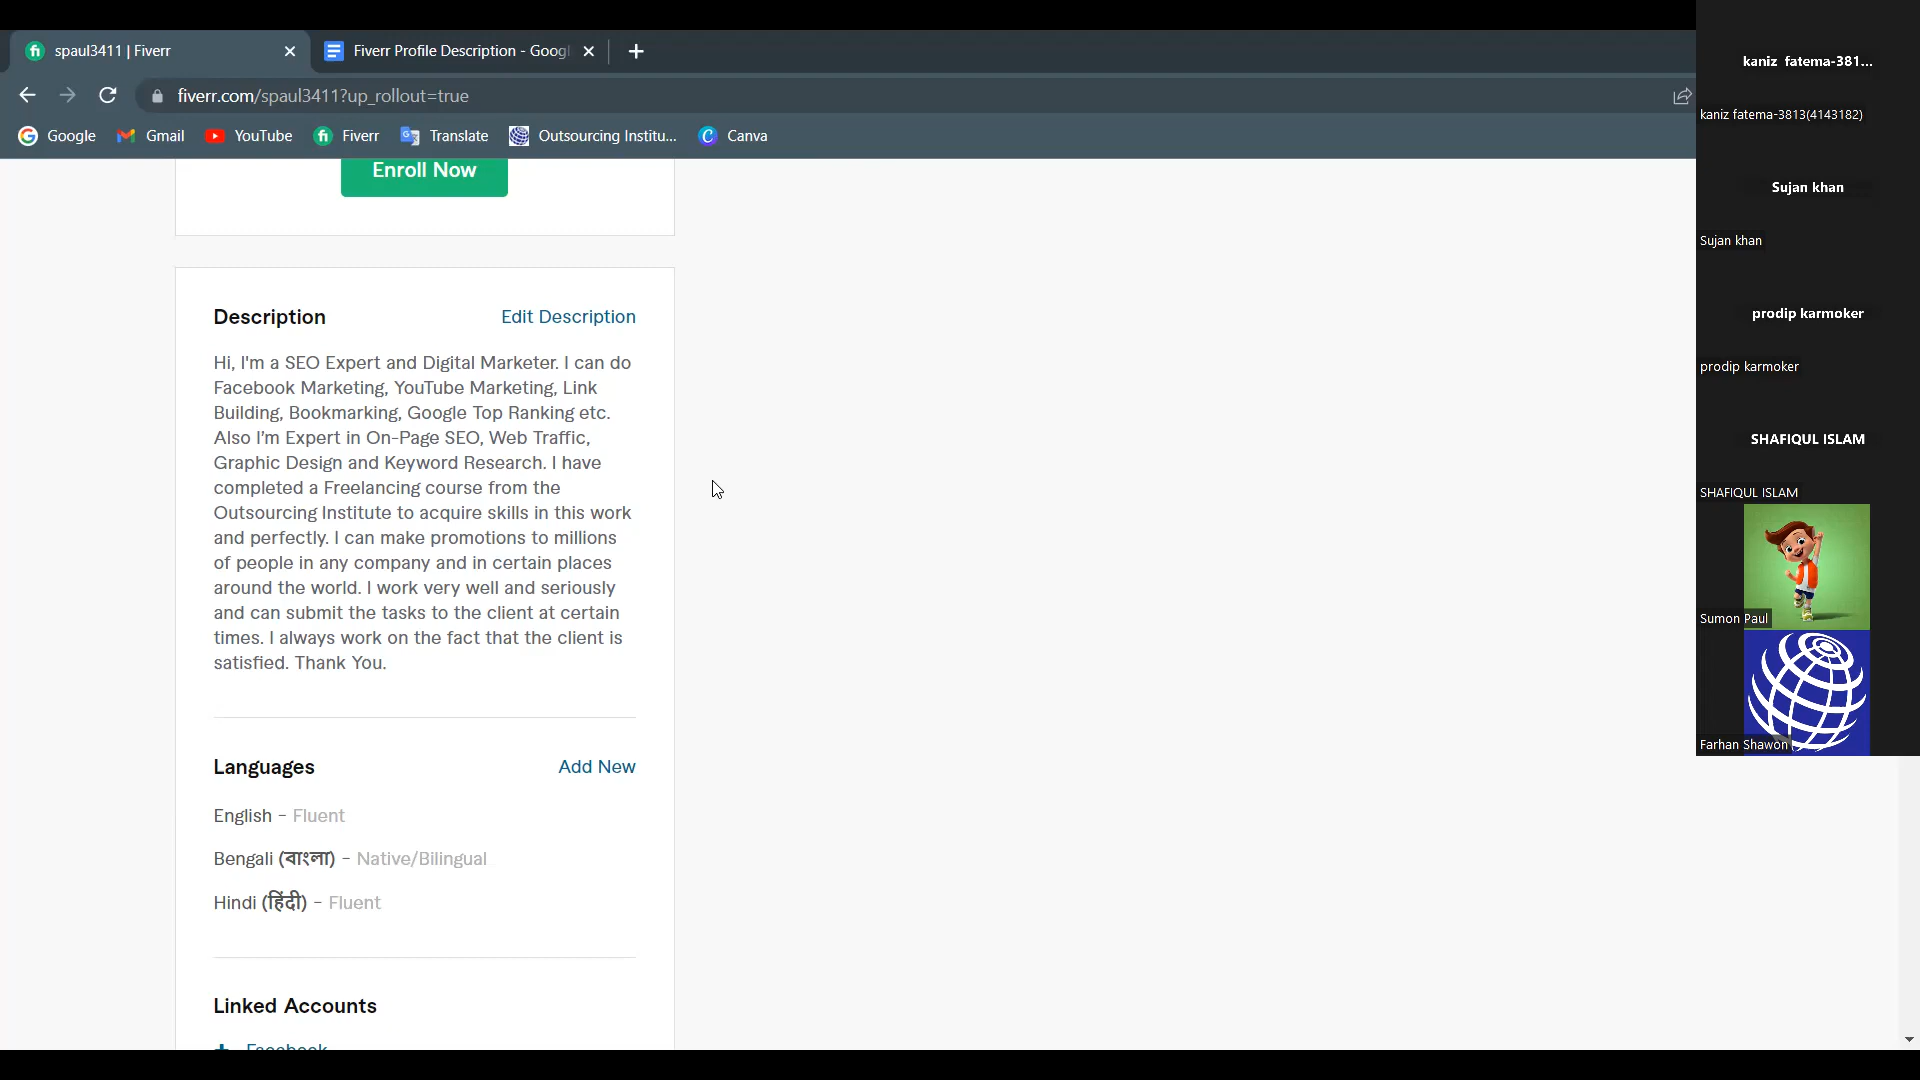 spaul3411 | Fiverr
Fiverr Profile Description - Googl
fiverr.com/spaul3411?up_rollout=true
Google
Gmail
YouTube
Fiverr
Translate
Outsourcing Institu...
Canva
Enroll Now
Description
Edit Description
Hi, I'm a SEO Expert and Digital Marketer. I can do
Facebook Marketing, YouTube Marketing, Link
Building, Bookmarking, Google Top Ranking etc.
Also I’m Expert in On-Page SEO, Web Traffic,
Graphic Design and Keyword Research. I have
completed a Freelancing course from the
Outsourcing Institute to acquire skills in this work
and perfectly. I can make promotions to millions
of people in any company and in certain places
around the world. I work very well and seriously
and can submit the tasks to the client at certain
times. I always work on the fact that the client is
satisfied. Thank You.
Languages
Add New
English - Fluent
Bengali (বাংলা) - Native/Bilingual
Hindi (हिंदी) - Fluent
Linked Accounts
Facebook
kaniz fatema-381...
kaniz fatema-3813(4143182)
Sujan khan
Sujan khan
prodip karmoker
prodip karmoker
SHAFIQUL ISLAM
SHAFIQUL ISLAM
Sumon Paul
Farhan Shawon